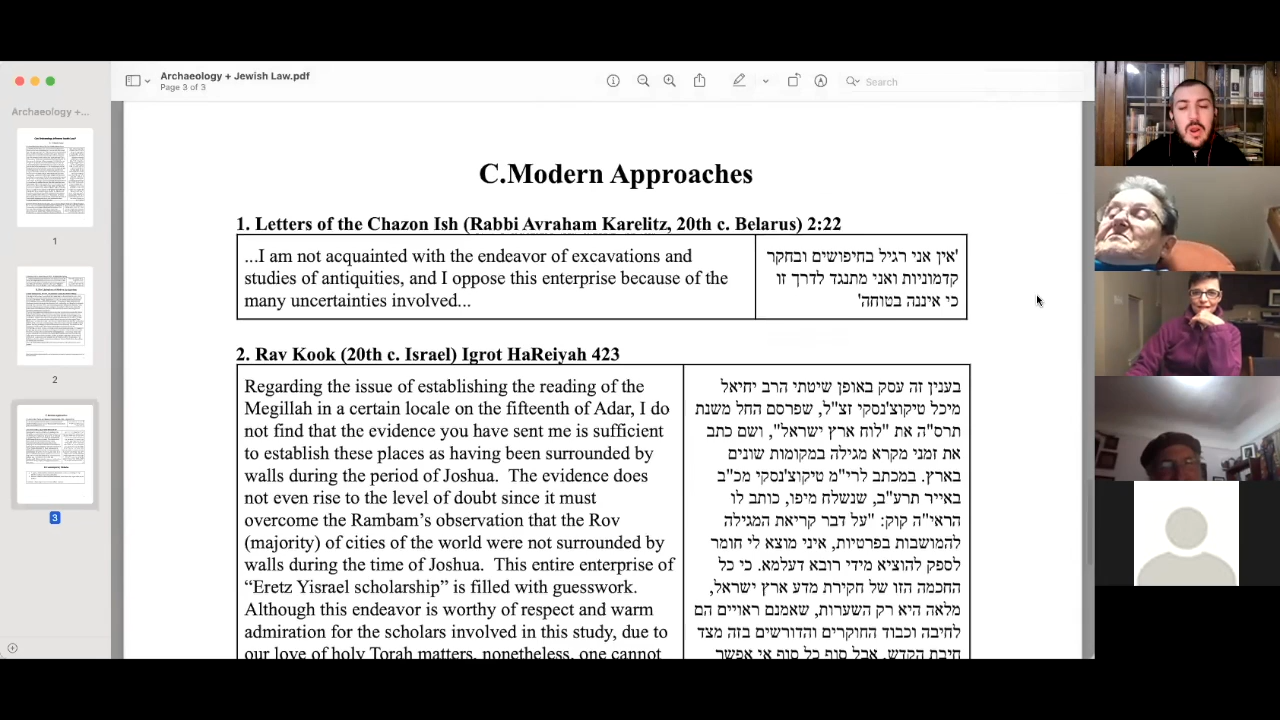 Archaeology + Jewish Law.pdf
Page 3 of 3
Search
Archaeology +...
1
2
3
C.Modern Approaches
1. Letters of the Chazon Ish (Rabbi Avraham Karelitz, 20th c. Belarus) 2:22
...I am not acquainted with the endeavor of excavations and
studies of antiquities, and I oppose this enterprise because of the
many uncertainties involved...
'אין אני רגיל בחיפושים ובחקר
קדמוניות ואני מתנגד לדרך זו
כי איננה בטוחה'
2. Rav Kook (20th c. Israel) Igrot HaReiyah 423
Regarding the issue of establishing the reading of the
Megillah in a certain locale on the fifteenth of Adar, I do
not find that the evidence you have sent me is sufficient
to establish these places as having been surrounded by
walls during the period of Joshua. The evidence does
not even rise to the level of doubt since it must
overcome the Rambam's observation that the Rov
(majority) of cities of the world were not surrounded by
walls during the time of Joshua. This entire enterprise of
“Eretz Yisrael scholarship” is filled with guesswork.
Although this endeavor is worthy of respect and warm
admiration for the scholars involved in this study, due to
our love of holy Torah matters, nonetheless, one cannot
בענין זה עסק באופן שיטתי הרב יחיאל
מיכל טיקוצ'נסקי זצ"ל, שפרסם החל משנת
תרס"ה את "לוח ארץ ישראל", ושם כתב
את זמני מקרא מגילה במקומות שונים
בארץ. במכתב לרי"מ טיקוצ'נסקי מכ"ב
באייר תרע"ב, שנשלח מיפו, כותב לו
הראי"ה קוק: "על דבר קריאת המגילה
להמושבות בפרטיות, איני מוצא לי חומר
לספק להוציא מידי רובא דעלמא. כי כל
החכמה הזו של חקירת מדע ארץ ישראל,
מלאה היא רק השערות, שאמנם ראויים הם
לחיבה וכבוד החוקרים והדורשים בזה מצד
חיבת הקדש, אבל סוף כל סוף אי אפשר